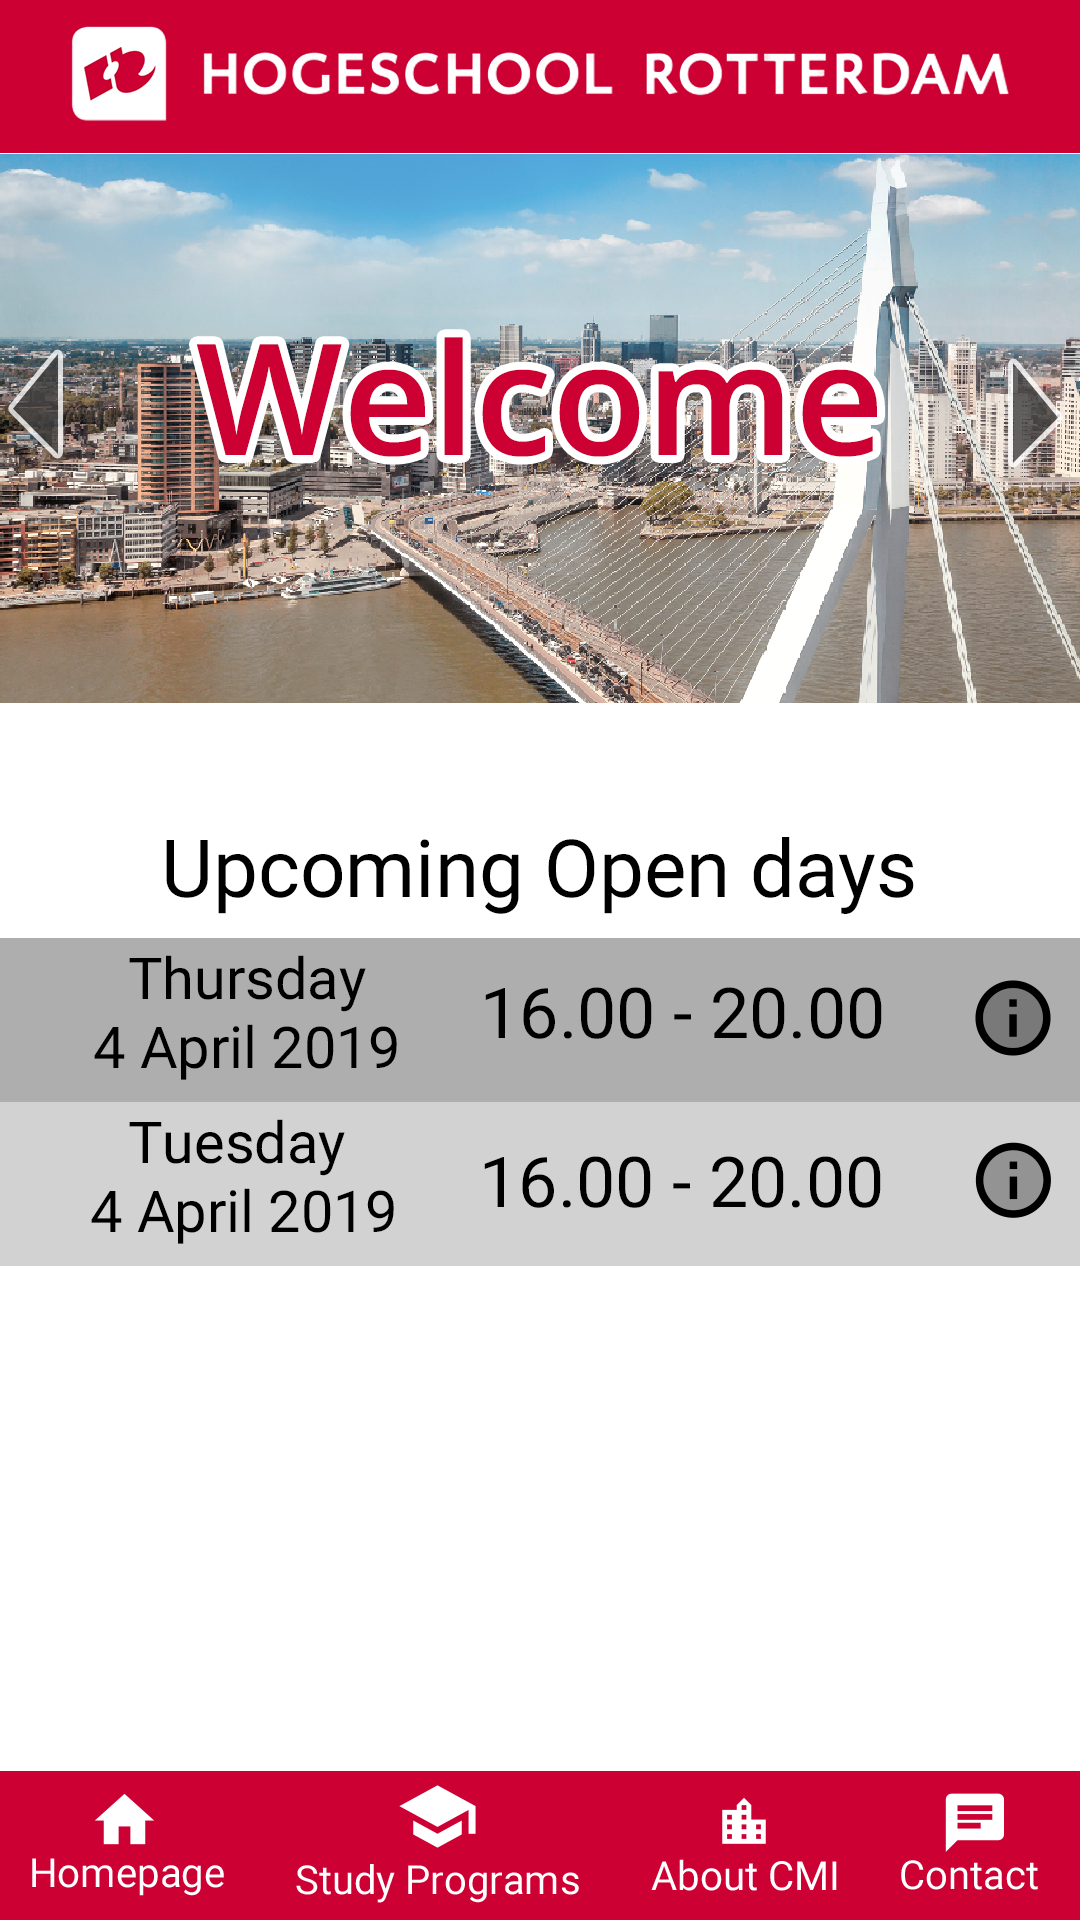 HOGESCHOOL ROTTERDAM
Welcome
Upcoming Open days
Thursday
4 April 2019
16.00 - 20.00
Tuesday
4 April 2019
16.00 - 20.00
Homepage
Study Programs
About CMI
Contact